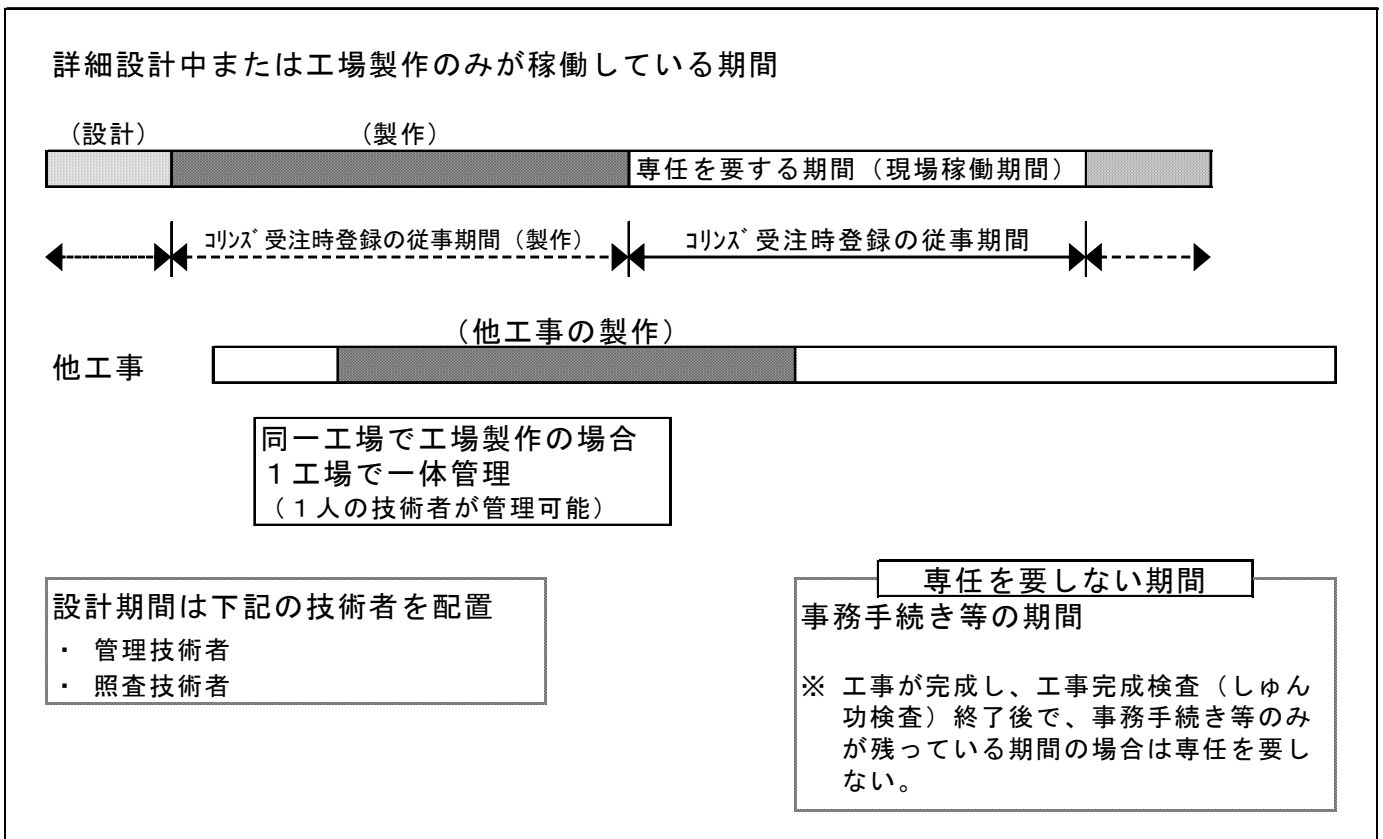 詳細設計中または工場製作のみが稼働している期間
（設計）
（製作）
専任を要する期間（現場稼働期間）
ｺﾘﾝｽﾞ受注時登録の従事期間（製作）
ｺﾘﾝｽﾞ受注時登録の従事期間
（他工事の製作）
他工事
同一工場で工場製作の場合
１工場で一体管理
（１人の技術者が管理可能）
設計期間は下記の技術者を配置
・ 管理技術者
・ 照査技術者
専任を要しない期間
事務手続き等の期間
※ 工事が完成し、工事完成検査（しゅん
功検査）終了後で、事務手続き等のみ
が残っている期間の場合は専任を要し
ない。